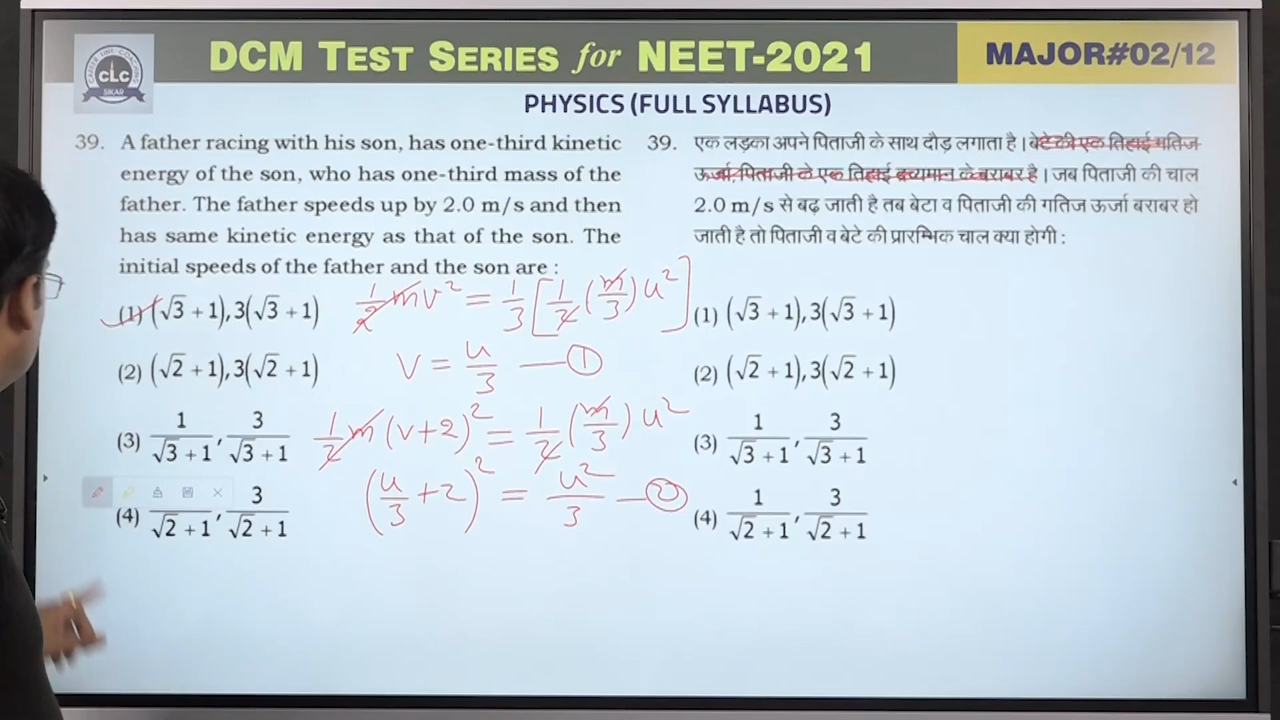 DCM TEST SERIES for NEET-2021
MAJOR#02/12
CAREER LINE COACHING
CLC
SIKAR
PHYSICS (FULL SYLLABUS)
39. A father racing with his son, has one-third kinetic
energy of the son, who has one-third mass of the
father. The father speeds up by 2.0 m/s and then
has same kinetic energy as that of the son. The
initial speeds of the father and the son are :
(1) (√3 + 1), 3(√3 + 1)
(2) (√2 + 1), 3(√2 + 1)
(3) 1/(√3 + 1), 3/(√3 + 1)
(4) 1/(√2 + 1), 3/(√2 + 1)
1/2 mv² = 1/3 [1/2 (m/3) u²]
v = u/3 — ①
1/2 m (v+2)² = 1/2 (m/3) u²
(u/3 + 2)² = u²/3 — ②
39. एक लड़का अपने पिताजी के साथ दौड़ लगाता है। बेटे की एक तिहाई गतिज
ऊर्जा, पिताजी के एक तिहाई द्रव्यमान के बराबर है। जब पिताजी की चाल
2.0 m/s से बढ़ जाती है तब बेटा व पिताजी की गतिज ऊर्जा बराबर हो
जाती है तो पिताजी व बेटे की प्रारम्भिक चाल क्या होगी :
(1) (√3 + 1), 3(√3 + 1)
(2) (√2 + 1), 3(√2 + 1)
(3) 1/(√3 + 1), 3/(√3 + 1)
(4) 1/(√2 + 1), 3/(√2 + 1)